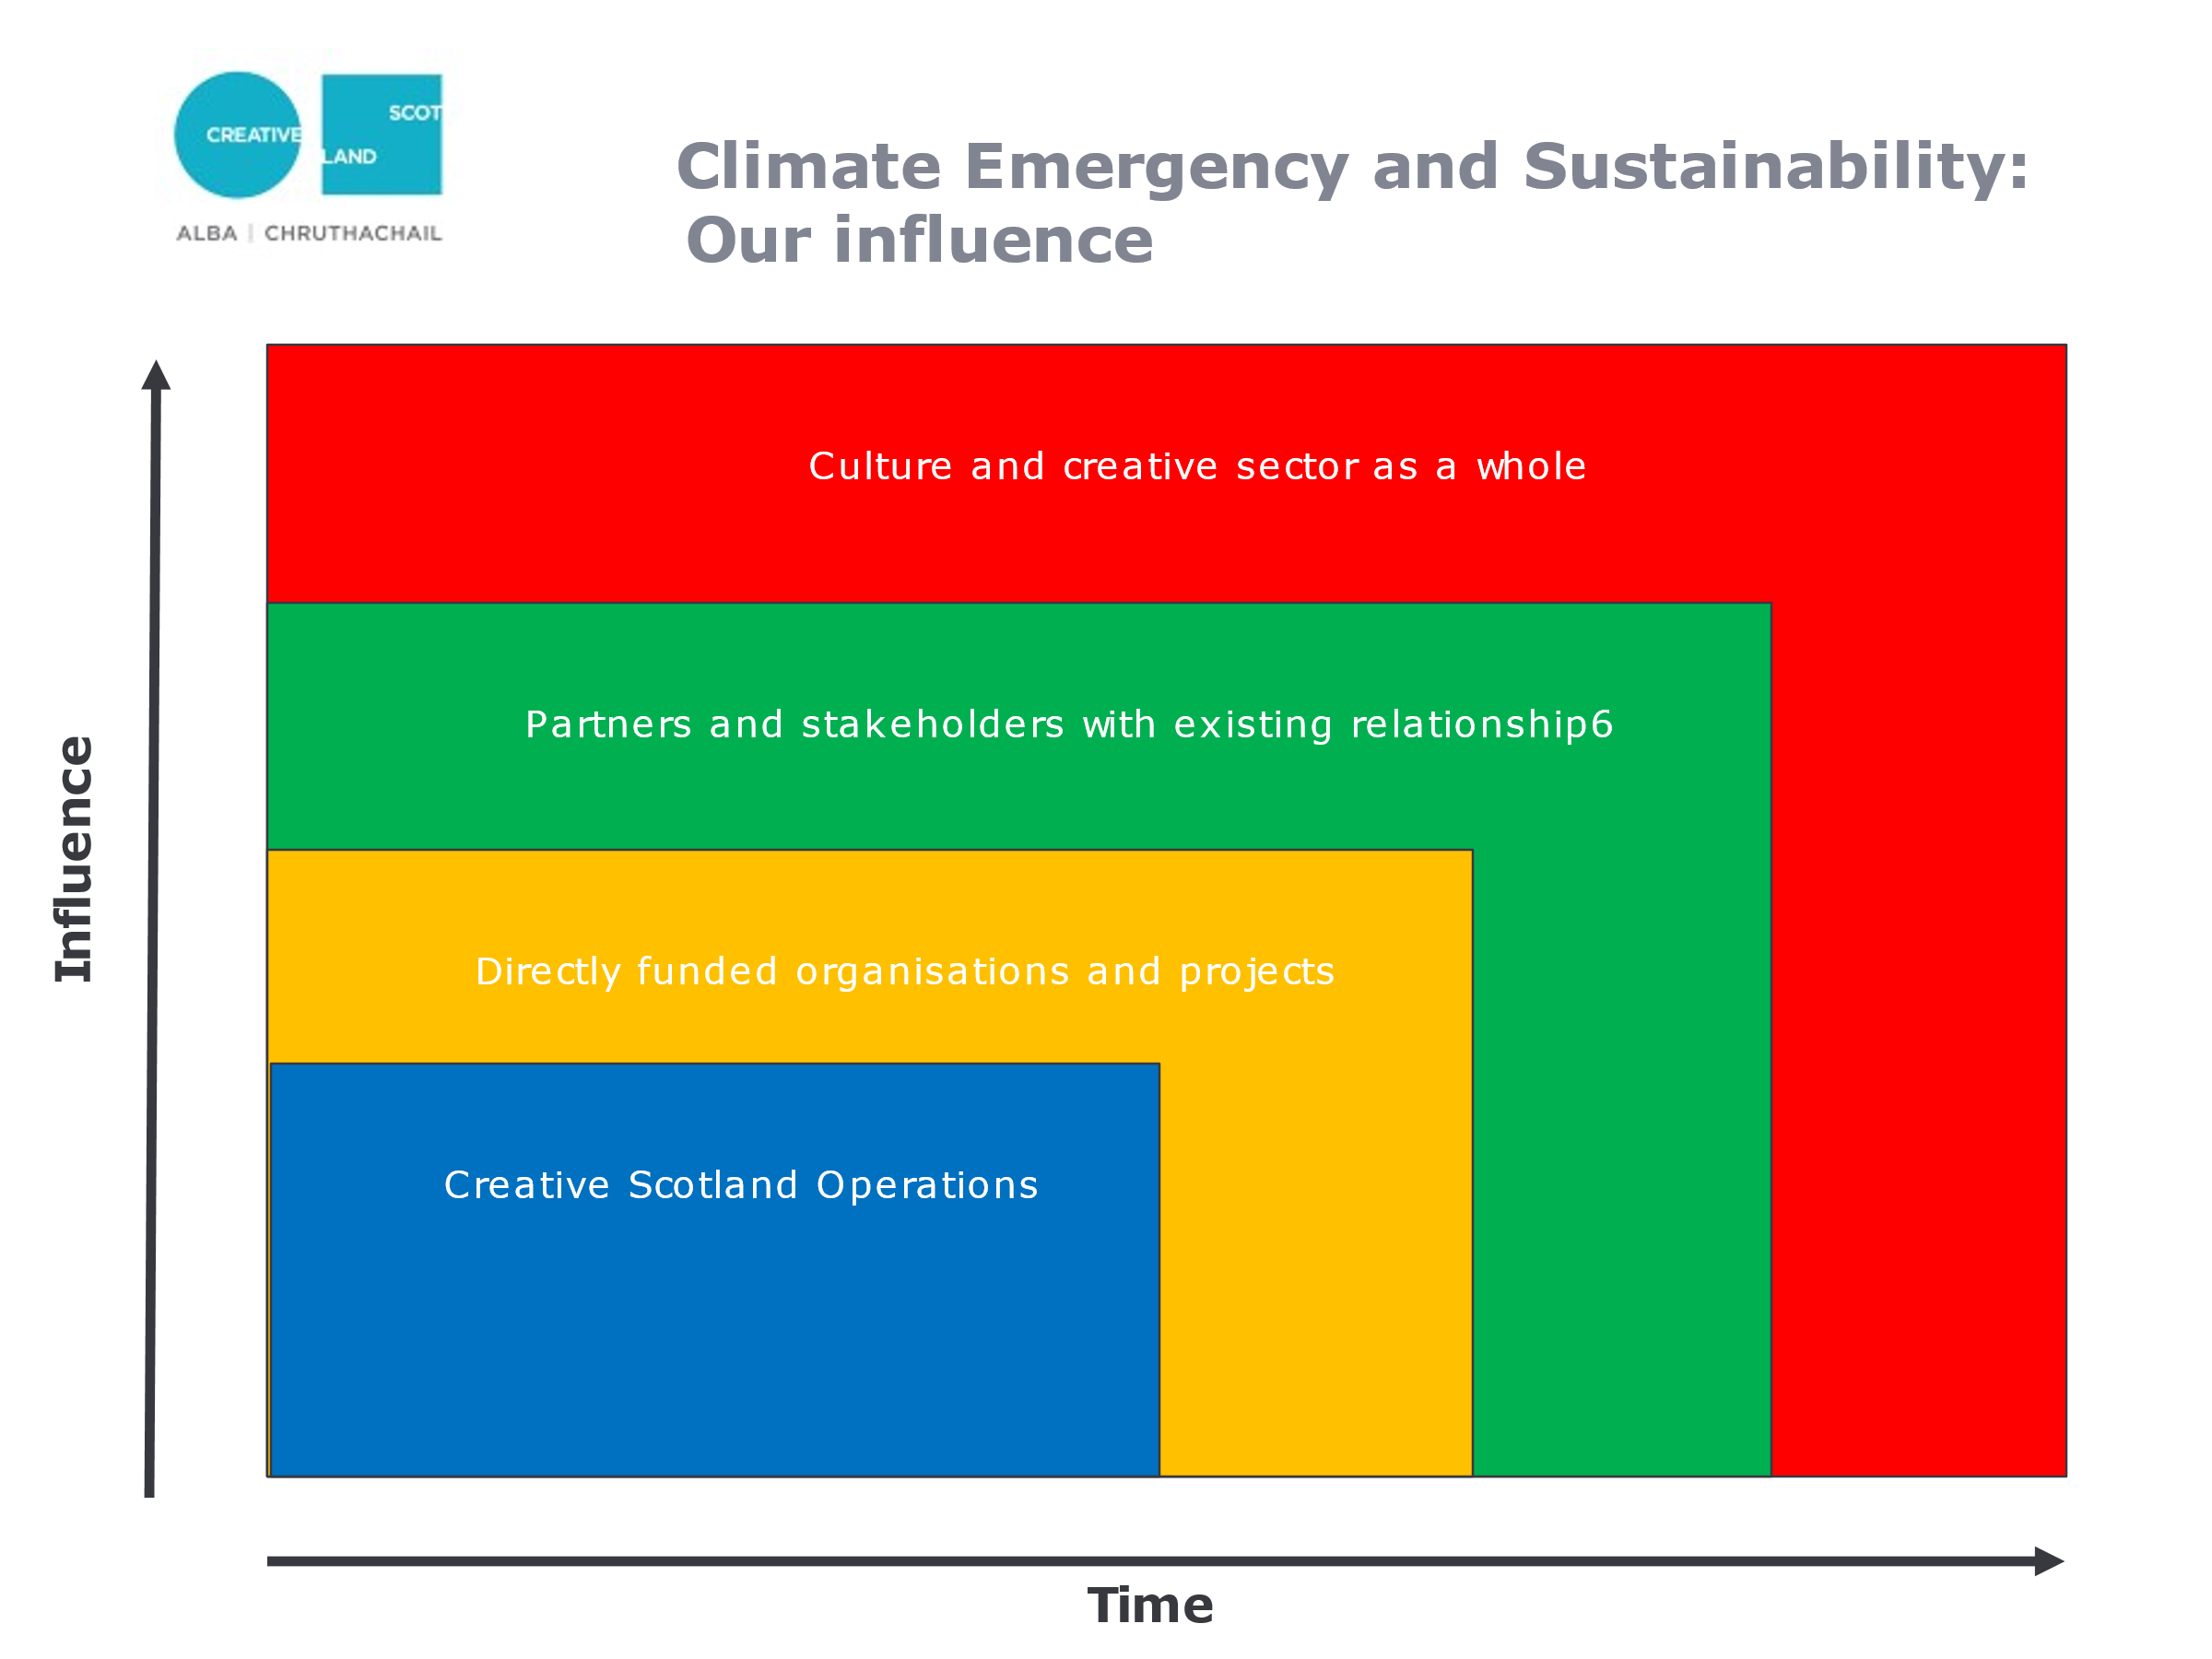 CREATIVE
SCOT
LAND
ALBA | CHRUTHACHAIL
Climate Emergency and Sustainability:
Our influence
Influence
Culture and creative sector as a whole
Partners and stakeholders with existing relationship6
Directly funded organisations and projects
Creative Scotland Operations
Time